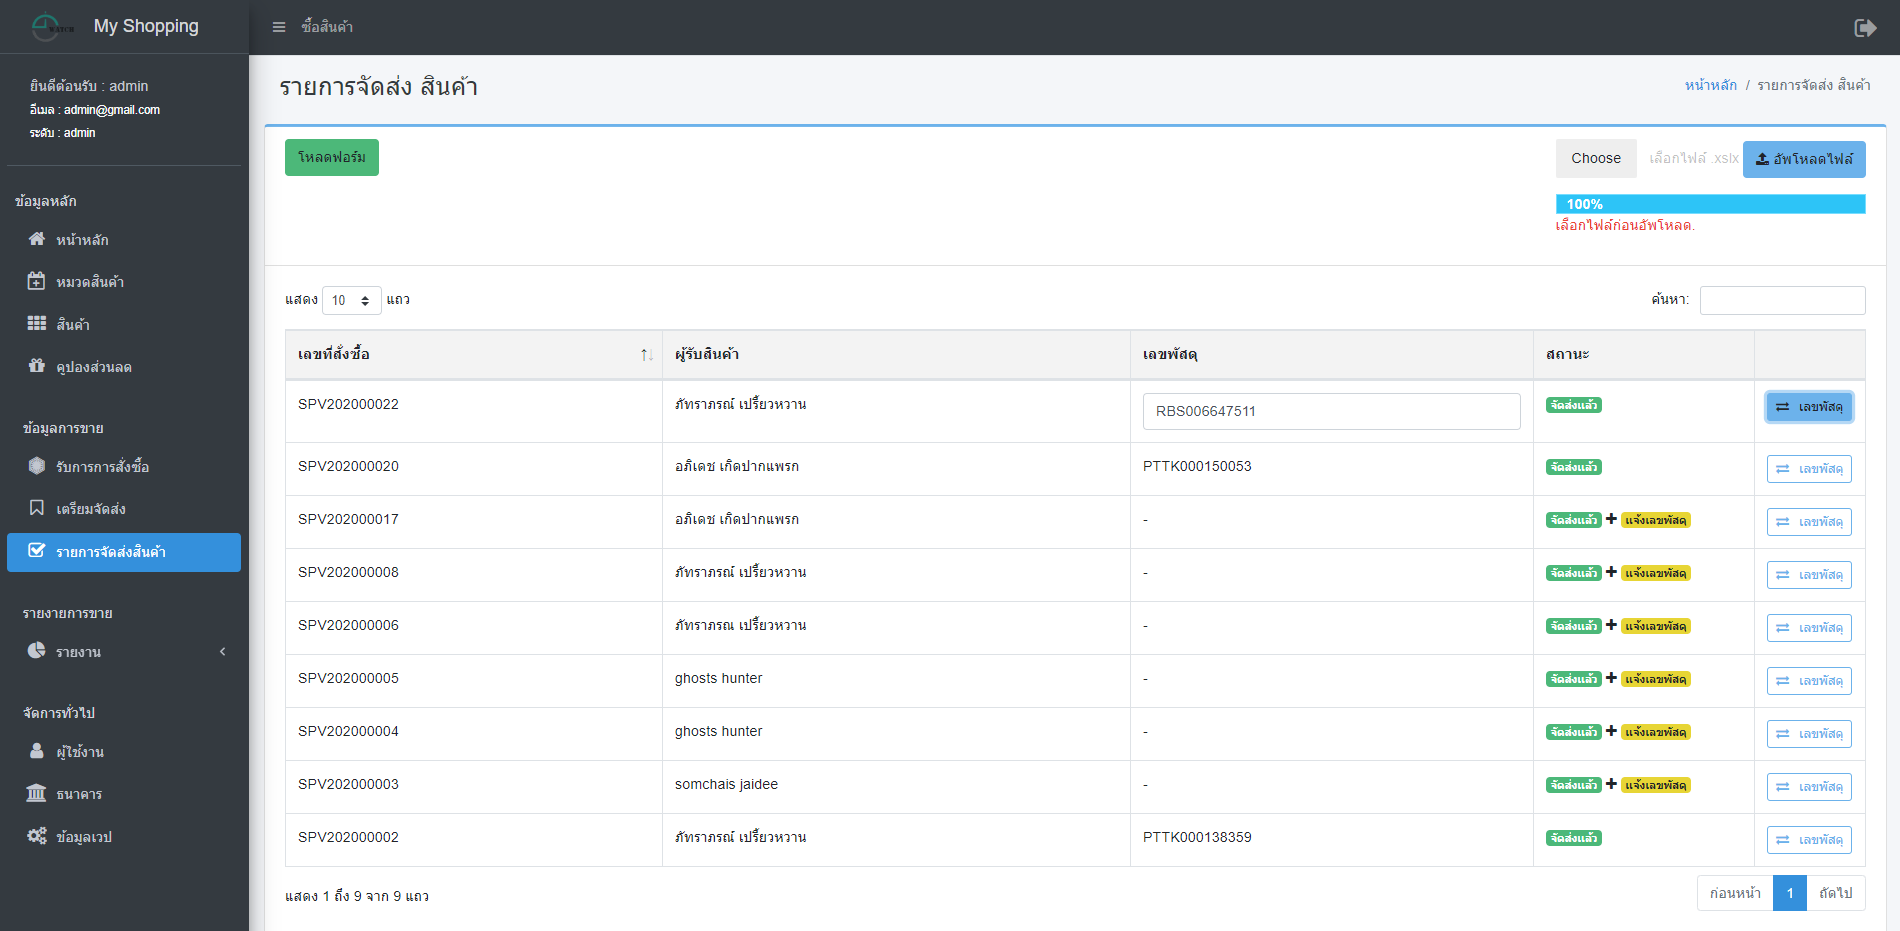 WATCH
My Shopping
ซื้อสินค้า
ยินดีต้อนรับ : admin
อีเมล : admin@gmail.com
ระดับ : admin
ข้อมูลหลัก
หน้าหลัก
หมวดสินค้า
สินค้า
คูปองส่วนลด
ข้อมูลการขาย
รับการการสั่งซื้อ
เตรียมจัดส่ง
รายการจัดส่งสินค้า
รายงายการขาย
รายงาน
จัดการทั่วไป
ผู้ใช้งาน
ธนาคาร
ข้อมูลเวป
รายการจัดส่ง สินค้า
หน้าหลัก / รายการจัดส่ง สินค้า
โหลดฟอร์ม
Choose เลือกไฟล์ .xslx อัพโหลดไฟล์
100%
เลือกไฟล์ก่อนอัพโหลด.
แสดง 10 แถว
ค้นหา:
เลขที่สั่งซื้อ ผู้รับสินค้า เลขพัสดุ สถานะ
SPV202000022 ภัทราภรณ์ เปรี้ยวหวาน RBS006647511 จัดส่งแล้ว เลขพัสดุ
SPV202000020 อภิเดช เกิดปากแพรก PTTK000150053 จัดส่งแล้ว เลขพัสดุ
SPV202000017 อภิเดช เกิดปากแพรก - จัดส่งแล้ว + แจ้งเลขพัสดุ เลขพัสดุ
SPV202000008 ภัทราภรณ์ เปรี้ยวหวาน - จัดส่งแล้ว + แจ้งเลขพัสดุ เลขพัสดุ
SPV202000006 ภัทราภรณ เปรี้ยวหวาน - จัดส่งแล้ว + แจ้งเลขพัสดุ เลขพัสดุ
SPV202000005 ghosts hunter - จัดส่งแล้ว + แจ้งเลขพัสดุ เลขพัสดุ
SPV202000004 ghosts hunter - จัดส่งแล้ว + แจ้งเลขพัสดุ เลขพัสดุ
SPV202000003 somchais jaidee - จัดส่งแล้ว + แจ้งเลขพัสดุ เลขพัสดุ
SPV202000002 ภัทราภรณ์ เปรี้ยวหวาน PTTK000138359 จัดส่งแล้ว เลขพัสดุ
แสดง 1 ถึง 9 จาก 9 แถว
ก่อนหน้า 1 ถัดไป